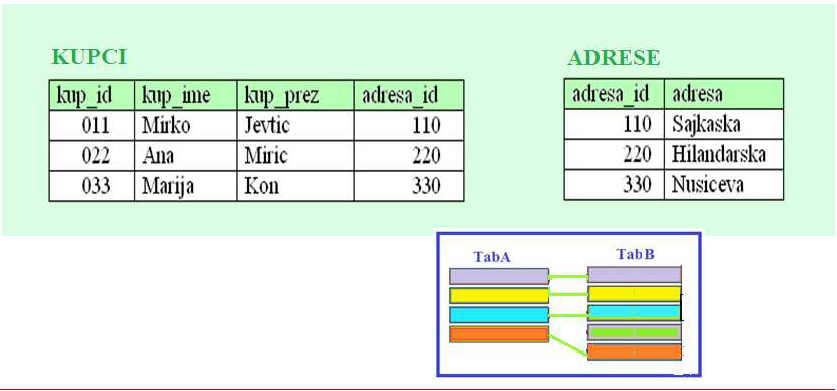 KUPCI
kup_id kup_ime kup_prez adresa_id
011 Mirko Jevtic 110
022 Ana Miric 220
033 Marija Kon 330
ADRESE
adresa_id adresa
110 Sajkaska
220 Hilandarska
330 Nusiceva
TabA TabB